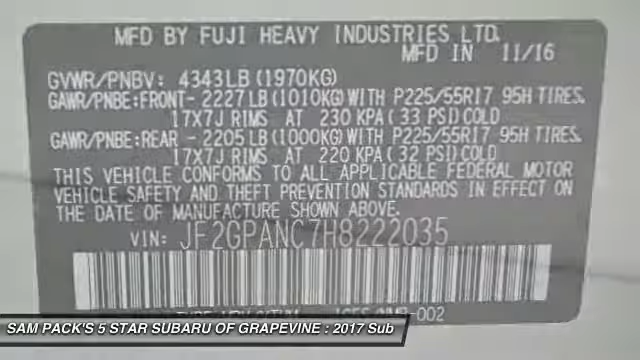 MFD BY FUJI HEAVY INDUSTRIES LTD.
MFD IN 11/16
GVWR/PNBV: 4343LB (1970KG)
GAWR/PNBE:FRONT- 2227 LB (1010KG) WITH P225/55R17 95H TIRES,
17X7J RIMS AT 230 KPA (33 PSI) COLD
GAWR/PNBE:REAR - 2205 LB (1000KG) WITH P225/55R17 95H TIRES,
17X7J RIMS AT 220 KPA (32 PSI) COLD
THIS VEHICLE CONFORMS TO ALL APPLICABLE FEDERAL MOTOR
VEHICLE SAFETY AND THEFT PREVENTION STANDARDS IN EFFECT ON
THE DATE OF MANUFACTURE SHOWN ABOVE.
VIN: JF2GPANC7H8222035
SAM PACK'S 5 STAR SUBARU OF GRAPEVINE : 2017 Sub